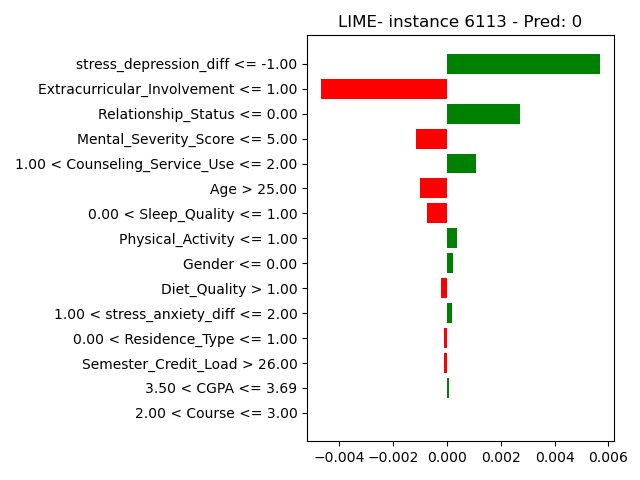 LIME- instance 6113 - Pred: 0
stress_depression_diff <= -1.00
Extracurricular_Involvement <= 1.00
Relationship_Status <= 0.00
Mental_Severity_Score <= 5.00
1.00 < Counseling_Service_Use <= 2.00
Age > 25.00
0.00 < Sleep_Quality <= 1.00
Physical_Activity <= 1.00
Gender <= 0.00
Diet_Quality > 1.00
1.00 < stress_anxiety_diff <= 2.00
0.00 < Residence_Type <= 1.00
Semester_Credit_Load > 26.00
3.50 < CGPA <= 3.69
2.00 < Course <= 3.00
−0.004 −0.002 0.000 0.002 0.004 0.006